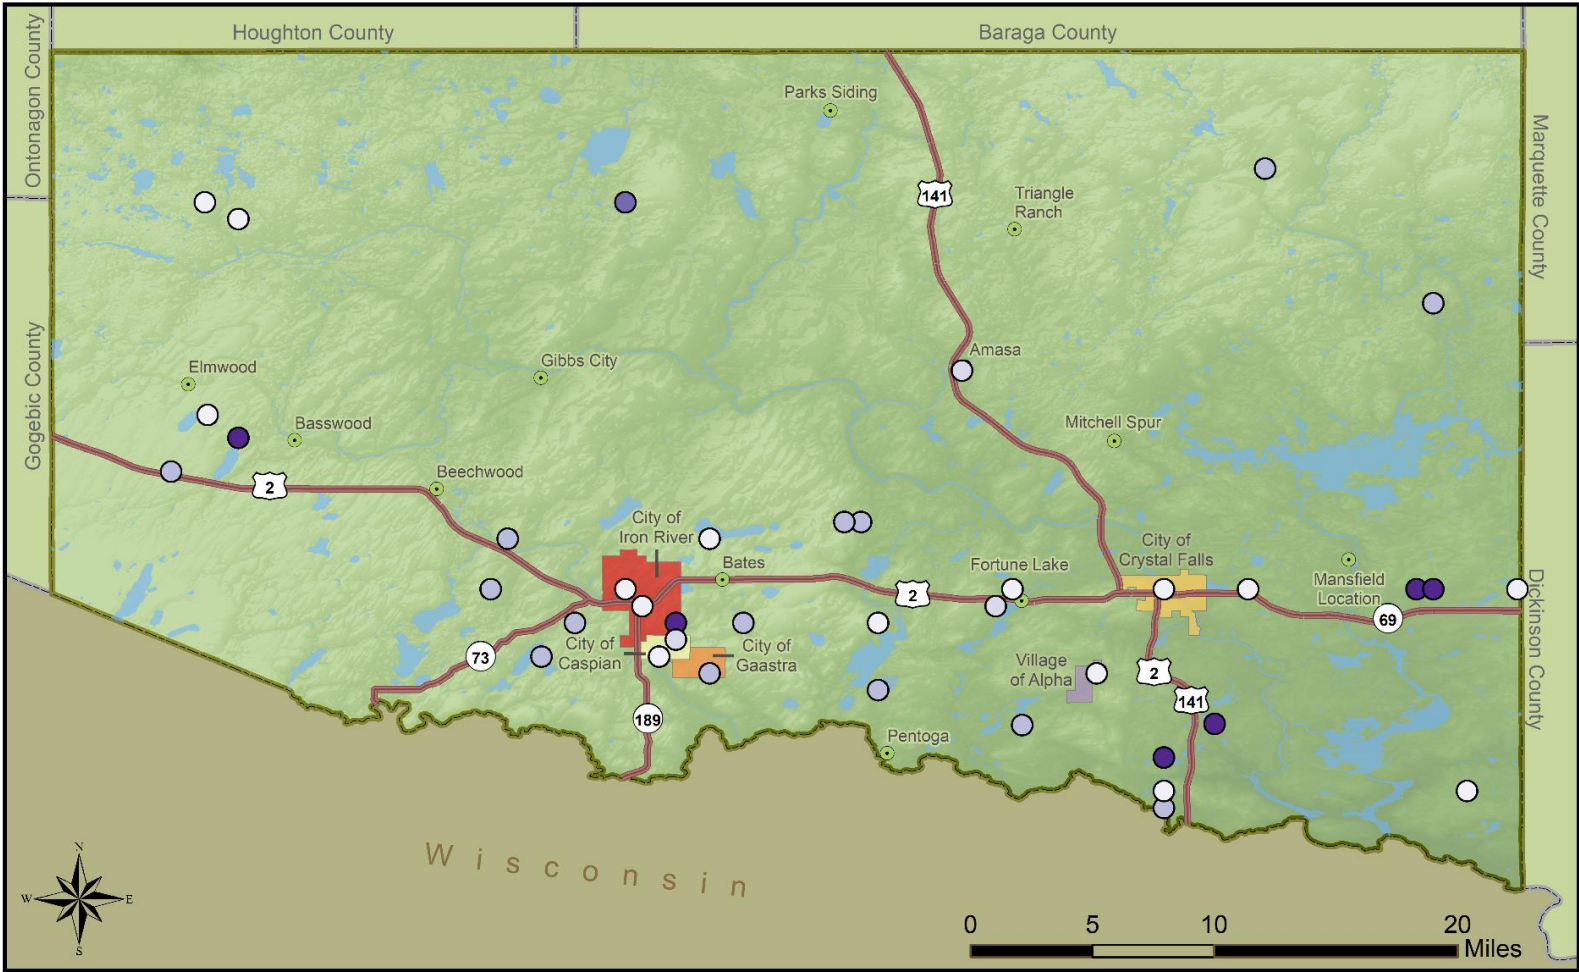 Houghton County
Baraga County
Ontonagon County
Parks Siding
Marquette County
141
Triangle
Ranch
Gogebic County
Amasa
Gibbs City
Elmwood
Basswood
Mitchell Spur
Beechwood
2
City of
Iron River
City of
Crystal Falls
Bates
Fortune Lake
2
Mansfield
Location
69
Dickinson County
City of
Caspian
City of
Gaastra
73
Village
of Alpha
2
141
189
Pentoga
Wisconsin
N
W
E
S
0
5
10
20
Miles